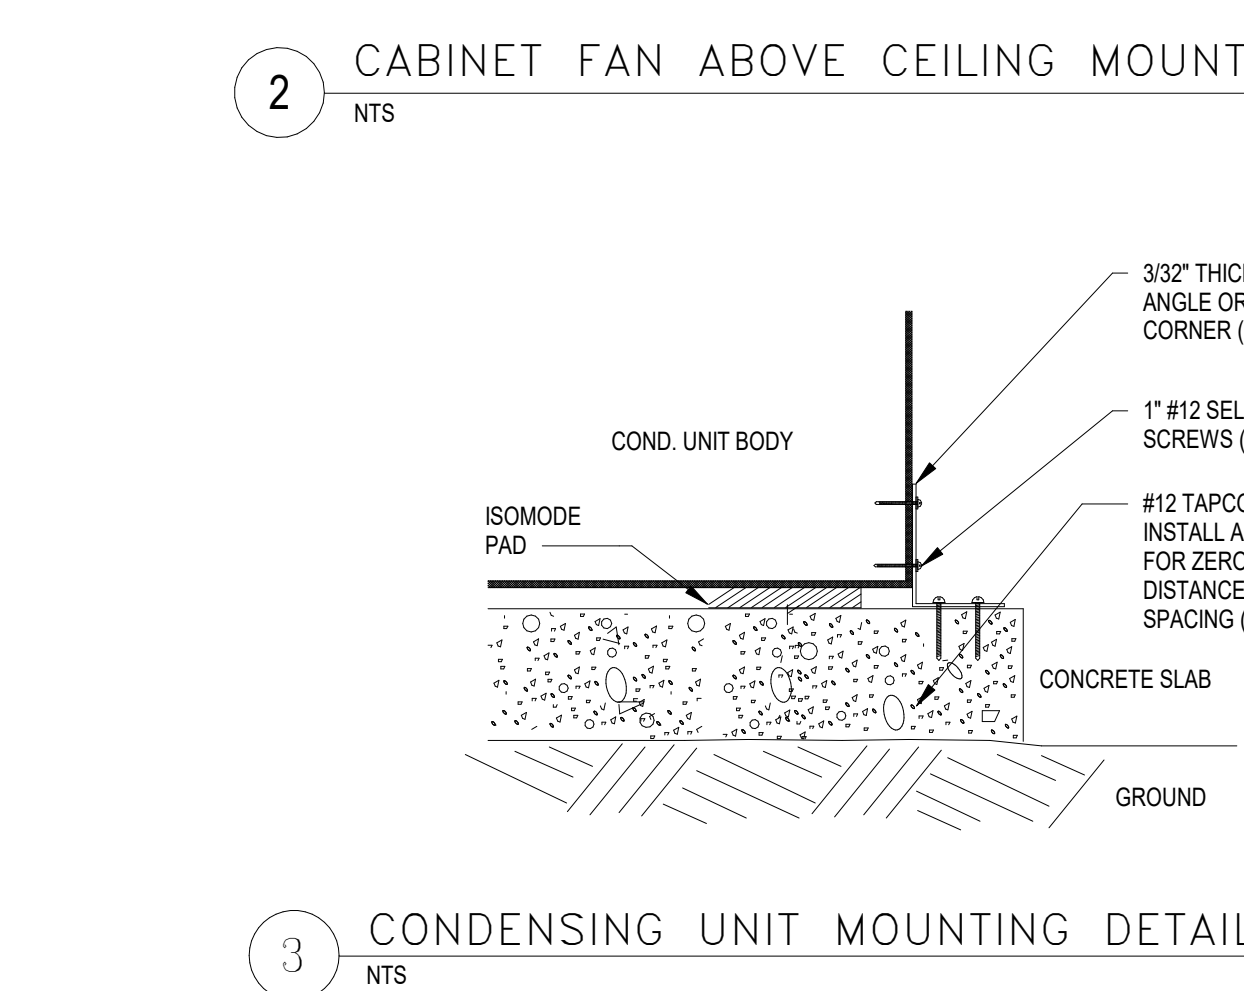 2
CABINET FAN ABOVE CEILING MOUNT
NTS
3/32" THIC
ANGLE OR
CORNER (
1" #12 SEL
SCREWS (
COND. UNIT BODY
#12 TAPCO
INSTALL A
FOR ZERO
DISTANCE
SPACING (
ISOMODE
PAD
CONCRETE SLAB
GROUND
3
CONDENSING UNIT MOUNTING DETAIL
NTS